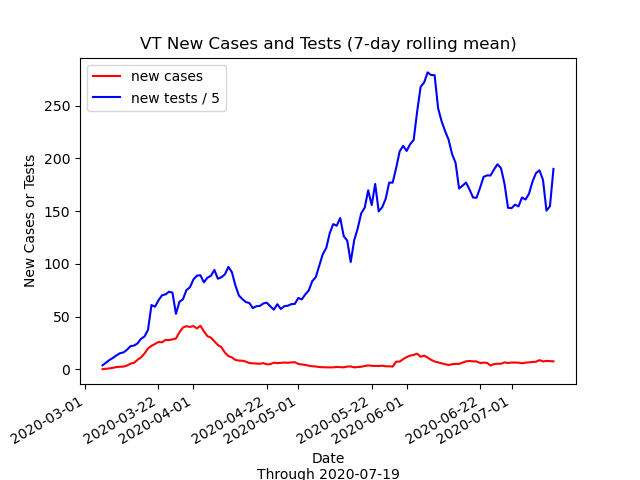 VT New Cases and Tests (7-day rolling mean)
new cases
new tests / 5
New Cases or Tests
250
200
150
100
50
0
2020-03-01
2020-03-22
2020-04-01
2020-04-22
2020-05-01
2020-05-22
2020-06-01
2020-06-22
2020-07-01
Date
Through 2020-07-19